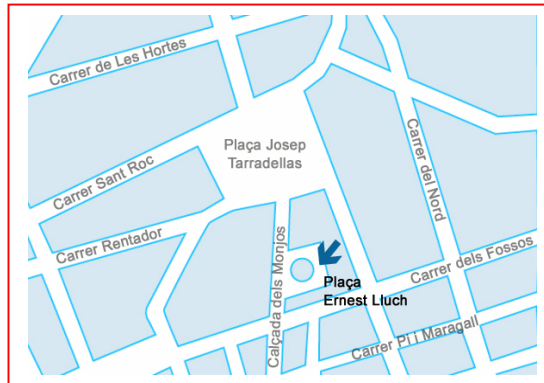 Carrer de Les Hortes
Plaça Josep
Tarradellas
Carrer Sant Roc
Carrer del Nord
Carrer Rentador
Calçada dels Monjos
Carrer dels Fossos
Plaça
Ernest Lluch
Carrer Pi i Maragall